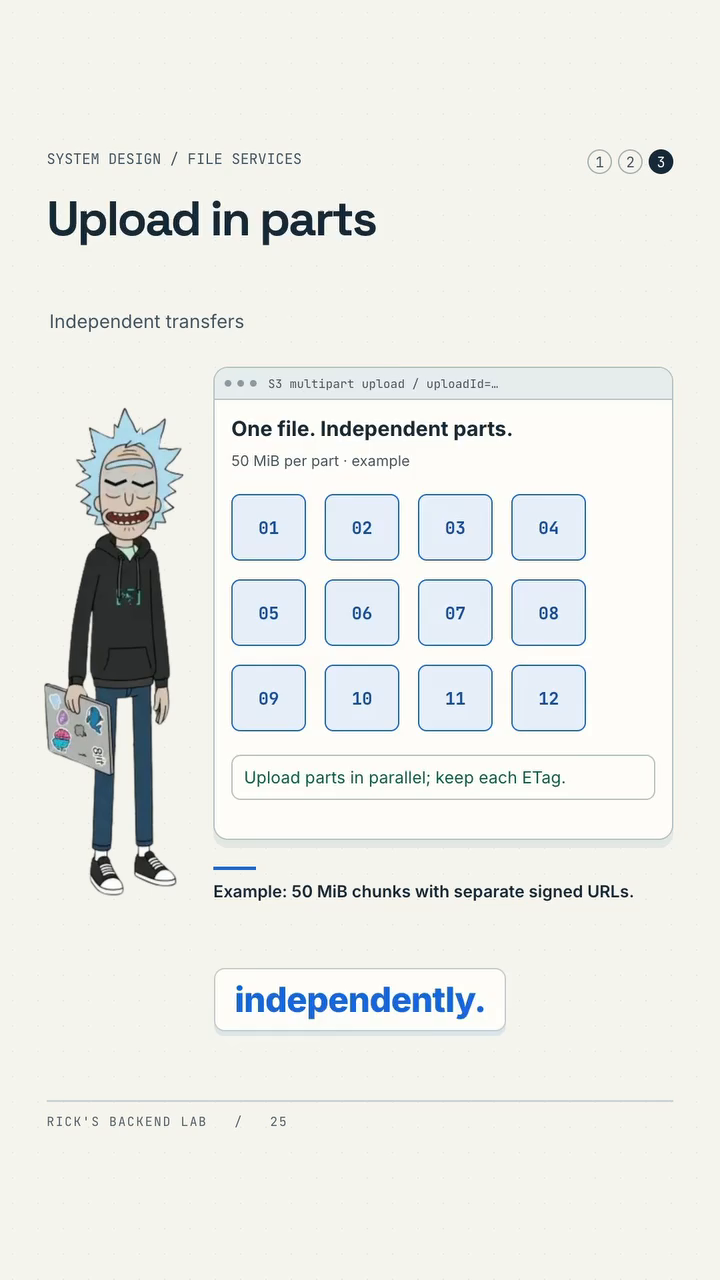 SYSTEM DESIGN / FILE SERVICES
1 2 3
Upload in parts
Independent transfers
S3 multipart upload / uploadId=…
One file. Independent parts.
50 MiB per part · example
01 02 03 04
05 06 07 08
09 10 11 12
Upload parts in parallel; keep each ETag.
Example: 50 MiB chunks with separate signed URLs.
independently.
RICK'S BACKEND LAB / 25